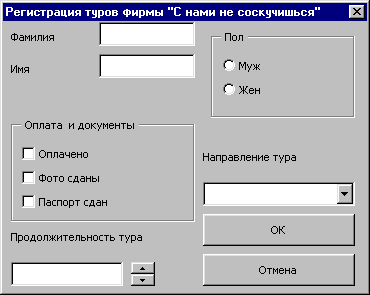 Регистрация туров фирмы "С нами не соскучишься"
Фамилия
Имя
Пол
Муж
Жен
Оплата и документы
Оплачено
Фото сданы
Паспорт сдан
Направление тура
Продолжительность тура
ОК
Отмена